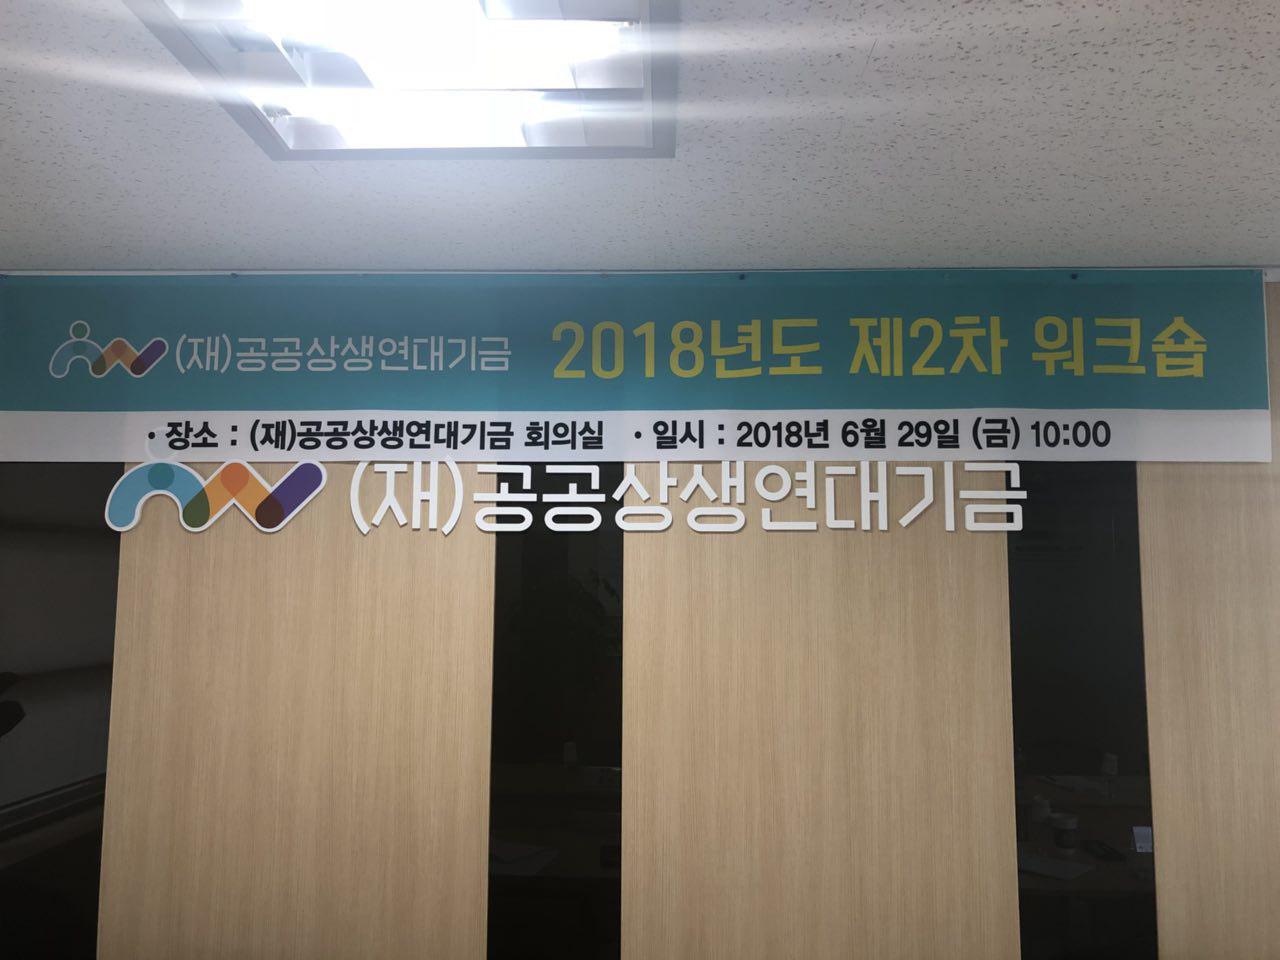 (재)공공상생연대기금 2018년도 제2차 워크숍
· 장소 : (재)공공상생연대기금 회의실 · 일시 : 2018년 6월 29일 (금) 10:00
(재)공공상생연대기금